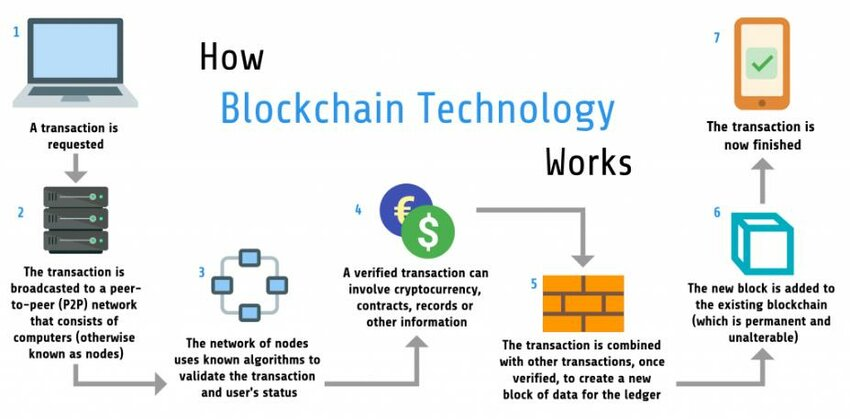 How
Blockchain Technology
Works
1
A transaction is
requested
2
The transaction is
broadcasted to a peer-
to-peer (P2P) network
that consists of
computers (otherwise
known as nodes)
3
The network of nodes
uses known algorithms to
validate the transaction
and user's status
4
€
$
A verified transaction can
involve cryptocurrency,
contracts, records or
other information
5
The transaction is combined
with other transactions, once
verified, to create a new
block of data for the ledger
6
The new block is added to
the existing blockchain
(which is permanent and
unalterable)
7
The transaction is
now finished